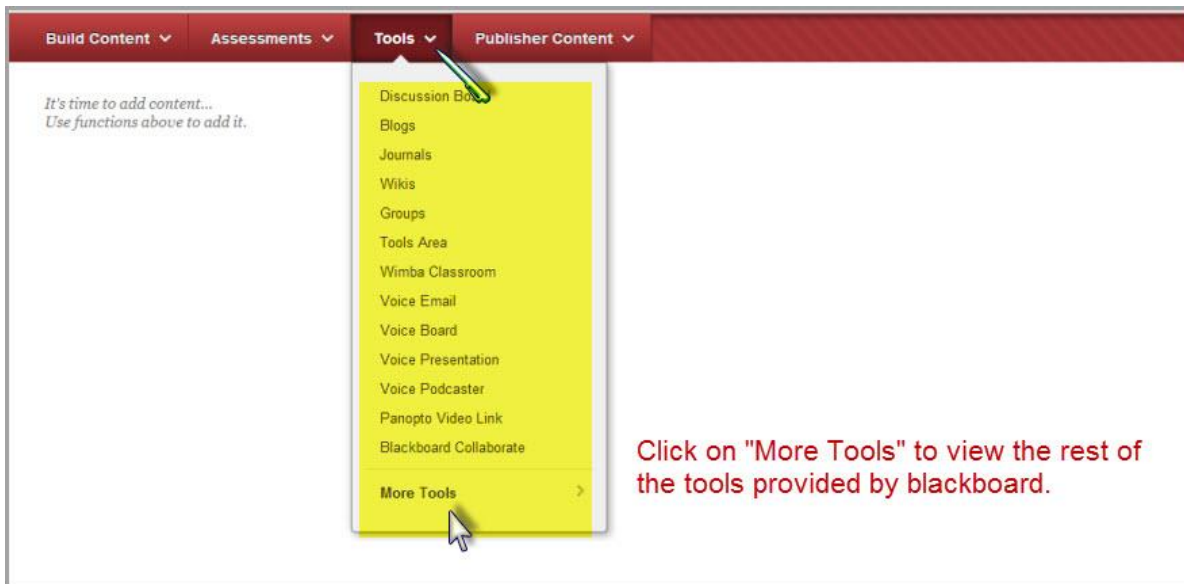 Build Content Assessments Tools Publisher Content
It's time to add content...
Use functions above to add it.
Discussion
Blogs
Journals
Wikis
Groups
Tools Area
Wimba Classroom
Voice Email
Voice Board
Voice Presentation
Voice Podcaster
Panopto Video Link
Blackboard Collaborate
More Tools
Click on "More Tools" to view the rest of
the tools provided by blackboard.